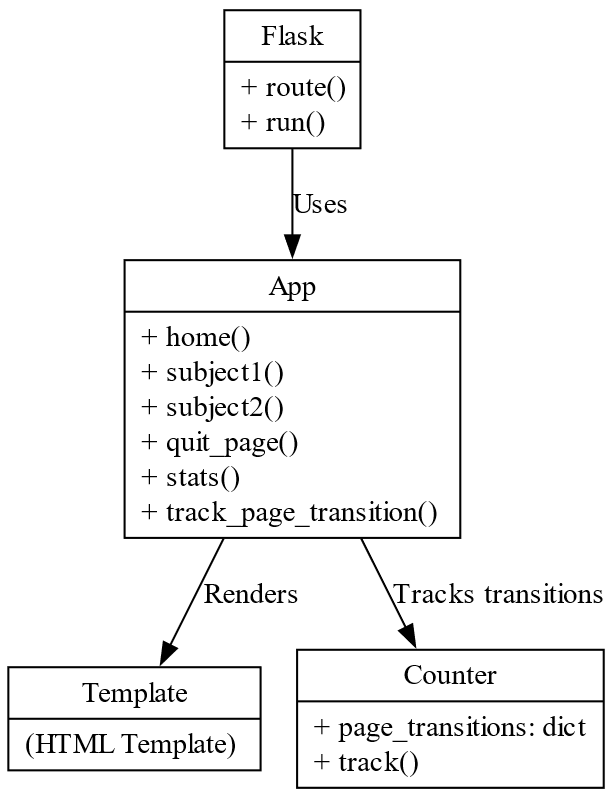 Flask
+ route()
+ run()
Uses
App
+ home()
+ subject1()
+ subject2()
+ quit_page()
+ stats()
+ track_page_transition()
Renders
Tracks transitions
Template
(HTML Template)
Counter
+ page_transitions: dict
+ track()